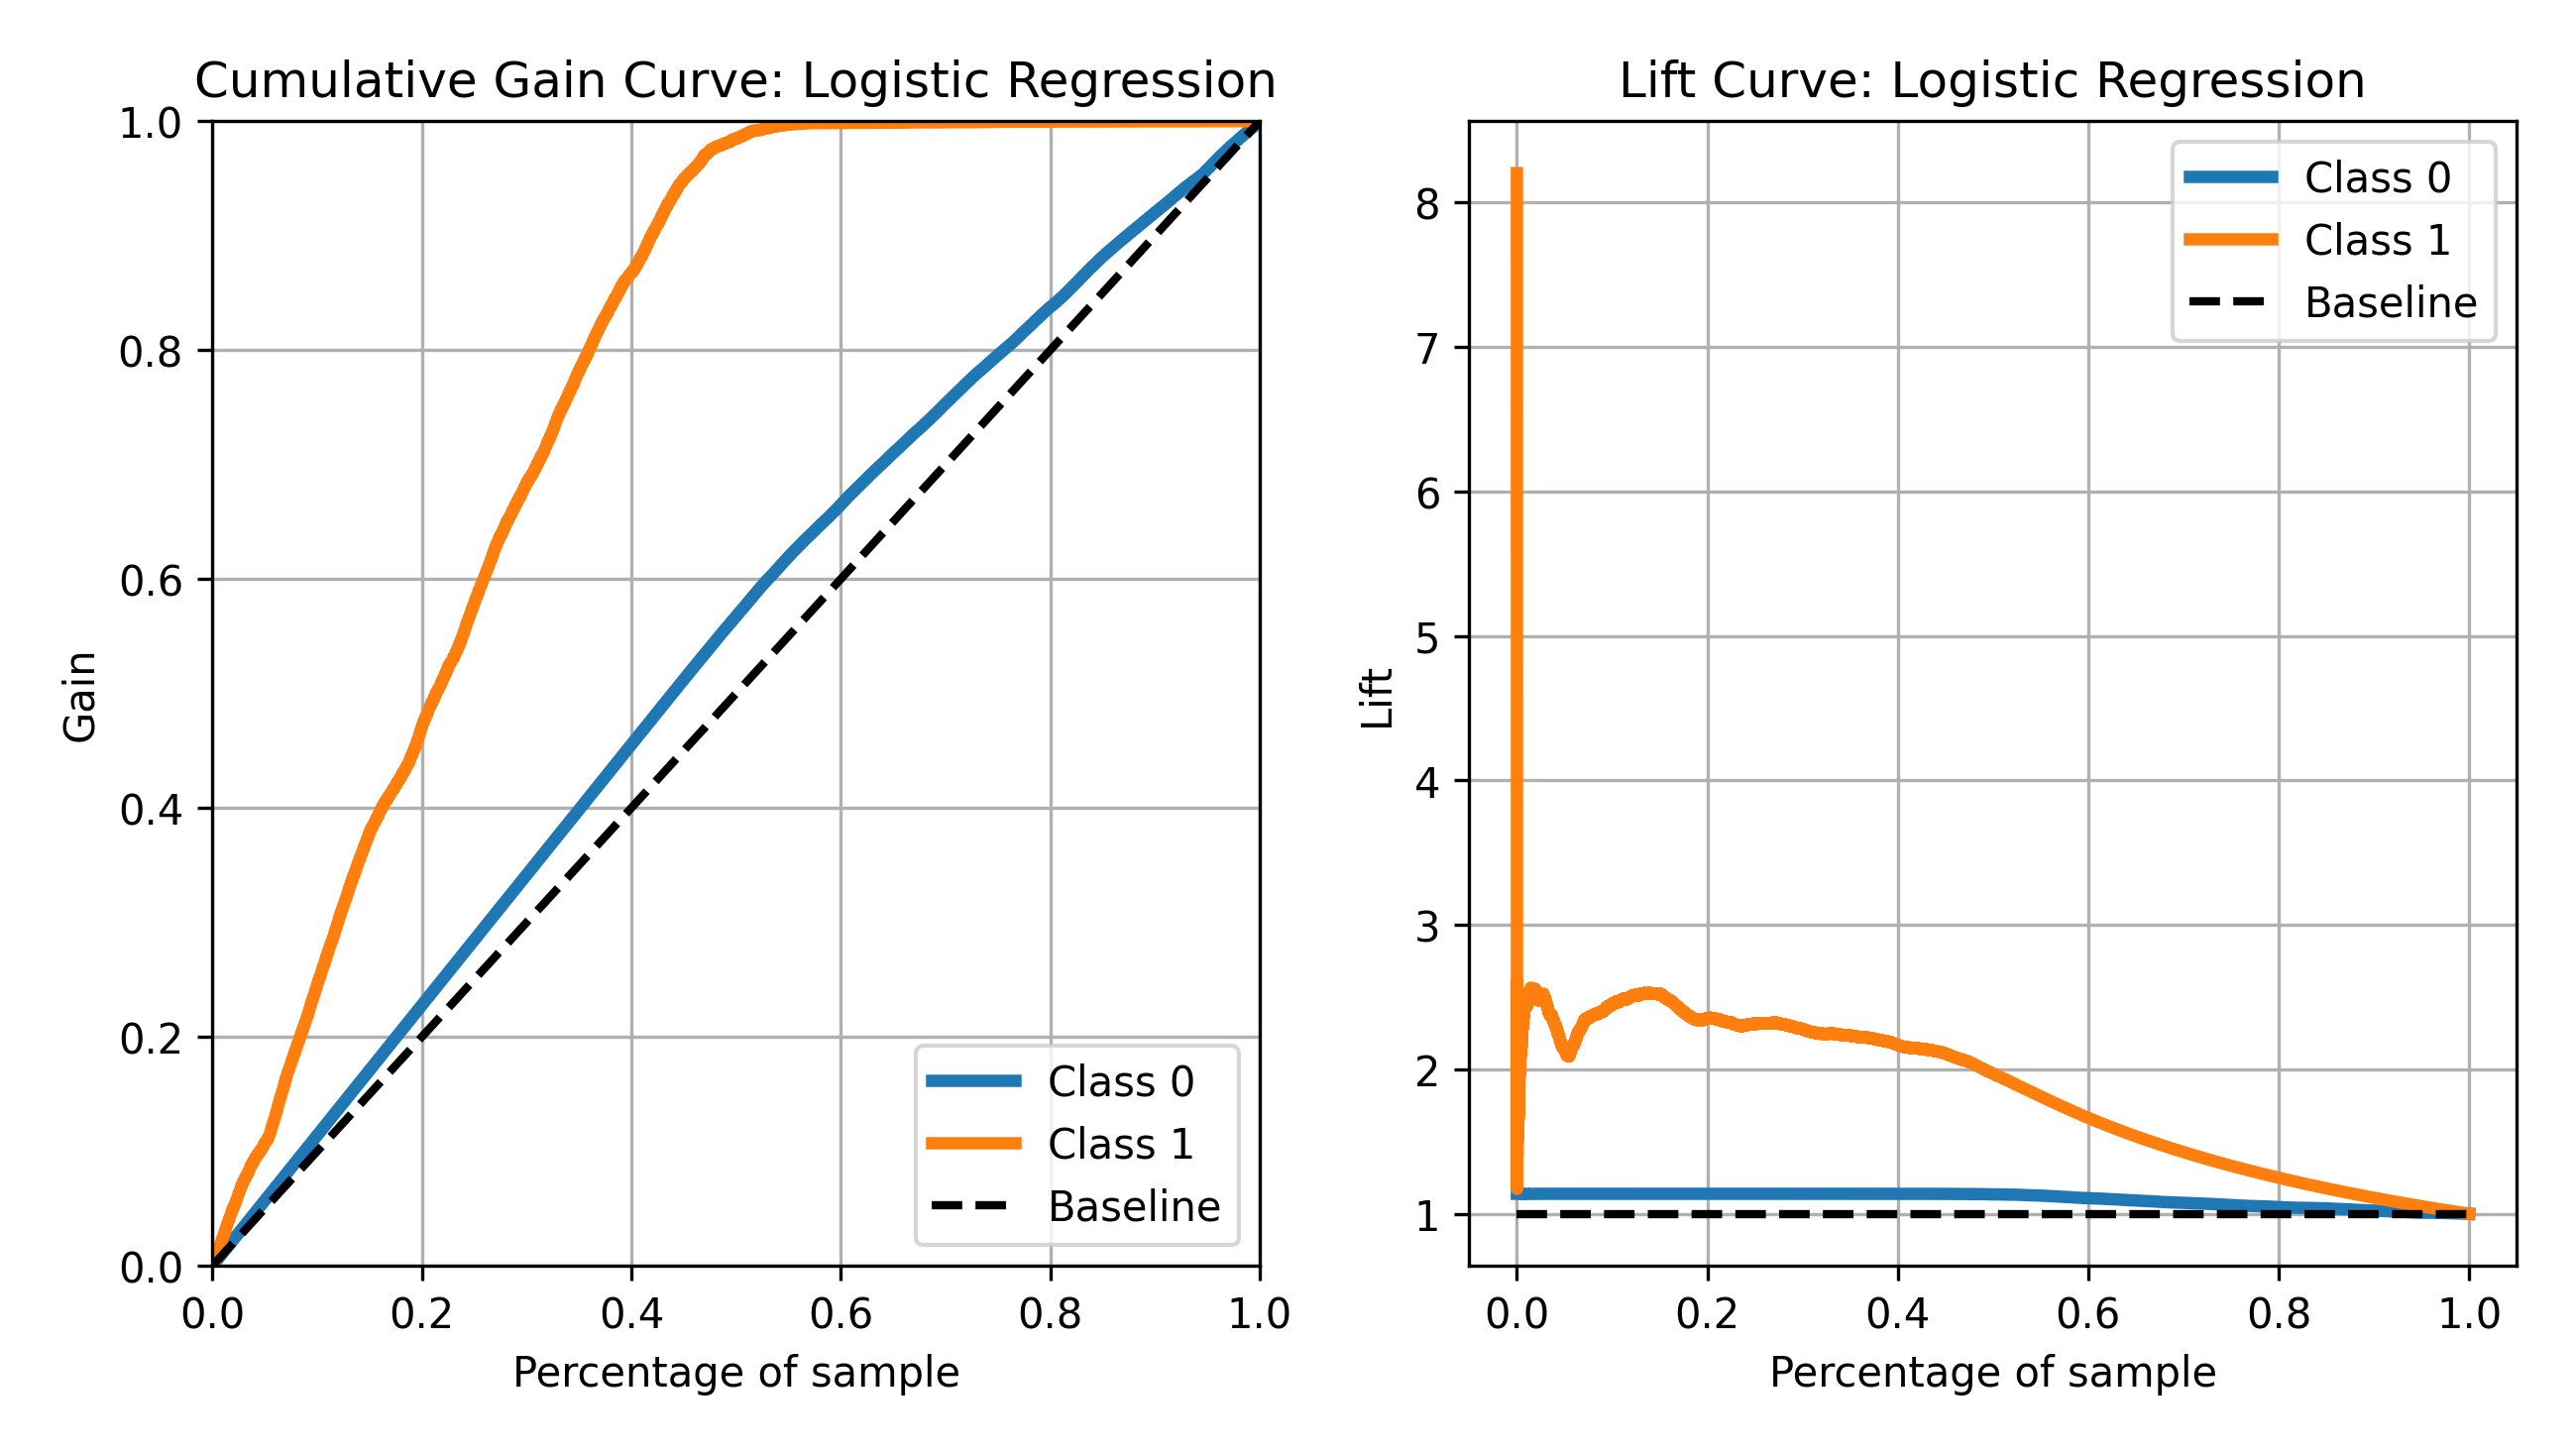 Cumulative Gain Curve: Logistic Regression
1.0
0.8
0.6
0.4
0.2
0.0
Gain
0.0 0.2 0.4 0.6 0.8 1.0
Percentage of sample
Class 0
Class 1
Baseline
Lift Curve: Logistic Regression
8
7
6
5
4
3
2
1
Lift
0.0 0.2 0.4 0.6 0.8 1.0
Percentage of sample
Class 0
Class 1
Baseline